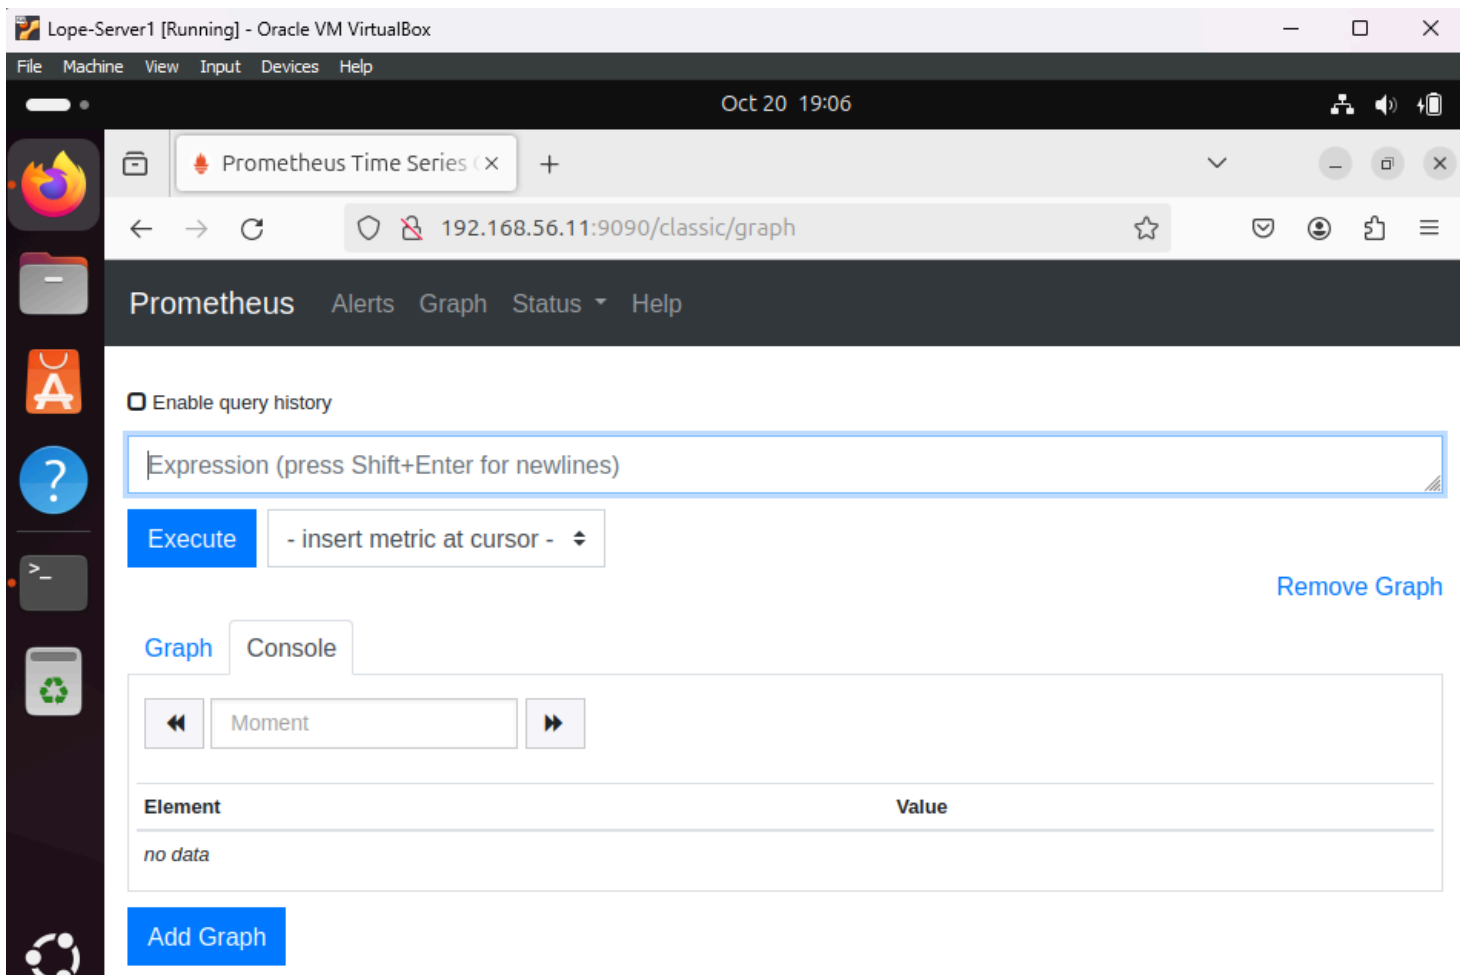 Lope-Server1 [Running] - Oracle VM VirtualBox
File Machine View Input Devices Help
Oct 20 19:06
Prometheus Time Series
192.168.56.11:9090/classic/graph
Prometheus Alerts Graph Status Help
Enable query history
Expression (press Shift+Enter for newlines)
Execute - insert metric at cursor -
Remove Graph
Graph Console
Moment
Element Value
no data
Add Graph